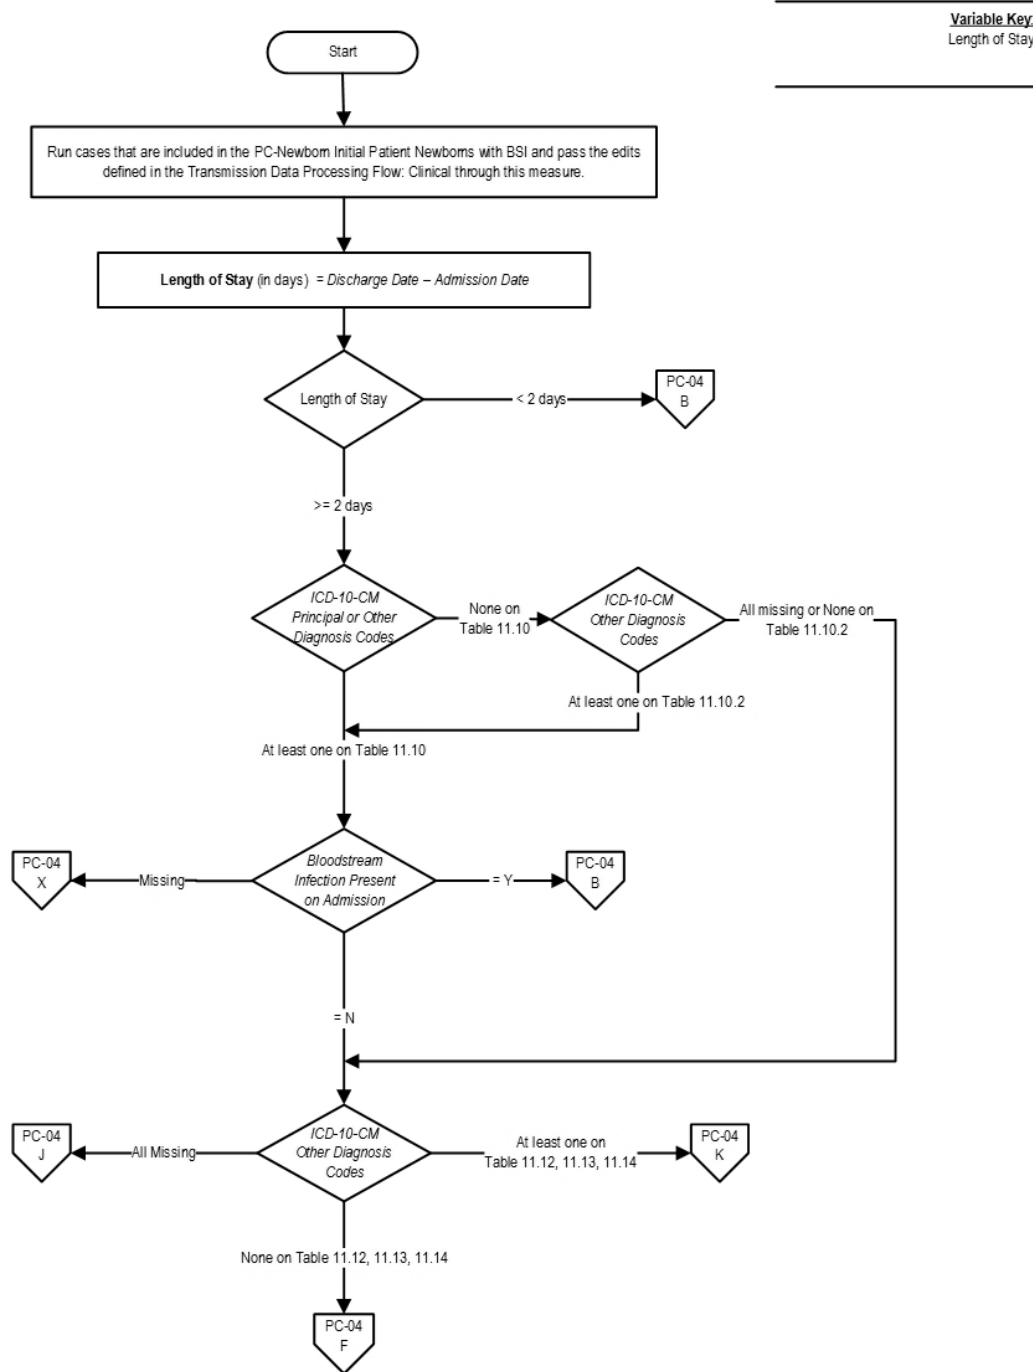 Variable Key:
Length of Stay
Start
Run cases that are included in the PC-Newborn Initial Patient Newborns with BSI and pass the edits
defined in the Transmission Data Processing Flow: Clinical through this measure.
Length of Stay (in days) = Discharge Date – Admission Date
Length of Stay
< 2 days
PC-04
B
>= 2 days
ICD-10-CM
Principal or Other
Diagnosis Codes
None on
Table 11.10
ICD-10-CM
Other Diagnosis
Codes
All missing or None on
Table 11.10.2
At least one on Table 11.10.2
At least one on Table 11.10
PC-04
X
Missing
Bloodstream
Infection Present
on Admission
= Y
PC-04
B
= N
PC-04
J
All Missing
ICD-10-CM
Other Diagnosis
Codes
At least one on
Table 11.12, 11.13, 11.14
PC-04
K
None on Table 11.12, 11.13, 11.14
PC-04
F